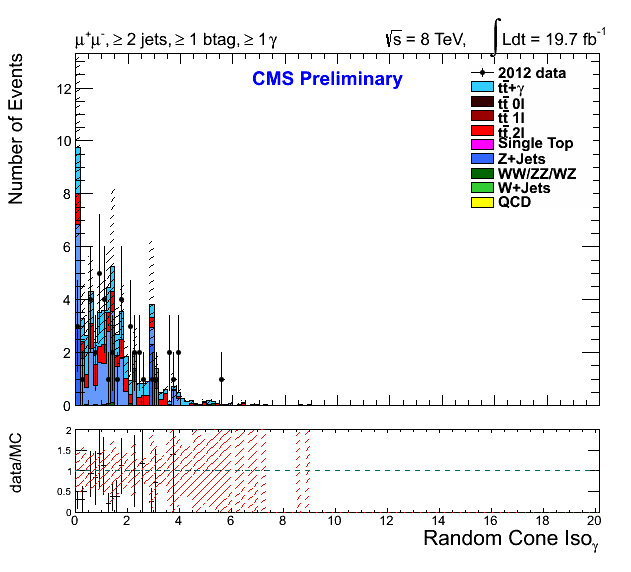 μ⁺μ⁻, ≥ 2 jets, ≥ 1 btag, ≥ 1 γ
√s = 8 TeV, ∫ Ldt = 19.7 fb⁻¹
CMS Preliminary
2012 data
tt̄+γ
tt̄ 0l
tt̄ 1l
tt̄ 2l
Single Top
Z+Jets
WW/ZZ/WZ
W+Jets
QCD
Number of Events
12
10
8
6
4
2
0
data/MC
2
1.5
1
0.5
0
0 2 4 6 8 10 12 14 16 18 20
Random Cone Isoᵧ